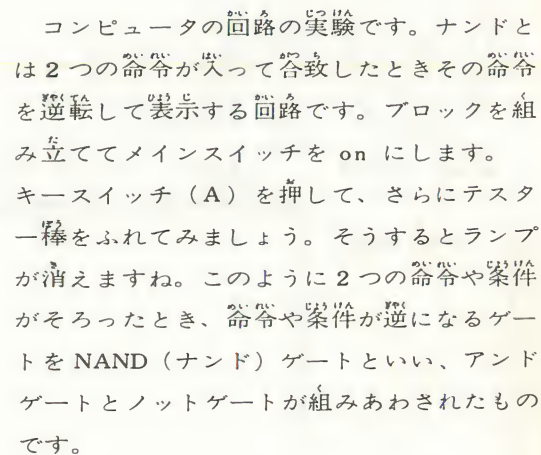 コンピュータの回路の実験です。ナンドと
は2つの命令が入って合致したときその命令
を逆転して表示する回路です。ブロックを組
み立ててメインスイッチを on にします。
キースイッチ（A）を押して、さらにテスタ
ー棒をふれてみましょう。そうするとランプ
が消えますね。このように2つの命令や条件
がそろったとき、命令や条件が逆になるゲー
トを NAND（ナンド）ゲートといい、アンド
ゲートとノットゲートが組みあわされたもの
です。